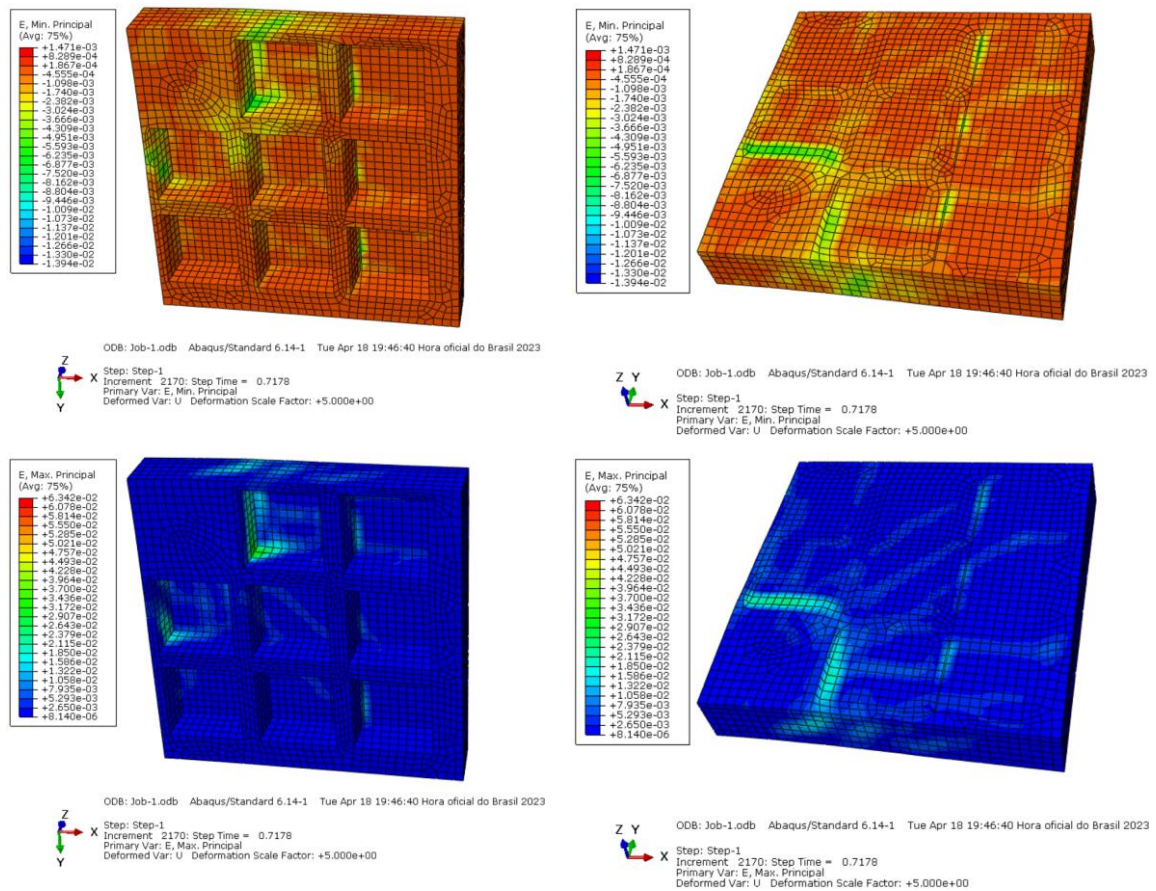 E, Min. Principal
(Avg: 75%)
+1.471e-03
+8.289e-04
+1.867e-04
-4.555e-04
-1.098e-03
-1.740e-03
-2.382e-03
-3.024e-03
-3.666e-03
-4.309e-03
-4.951e-03
-5.593e-03
-6.235e-03
-6.877e-03
-7.520e-03
-8.162e-03
-8.804e-03
-9.446e-03
-1.009e-02
-1.073e-02
-1.137e-02
-1.201e-02
-1.266e-02
-1.330e-02
-1.394e-02
ODB: Job-1.odb Abaqus/Standard 6.14-1 Tue Apr 18 19:46:40 Hora oficial do Brasil 2023
Z
X
Y
Step: Step-1
Increment 2170: Step Time = 0.7178
Primary Var: E, Min. Principal
Deformed Var: U Deformation Scale Factor: +5.000e+00
E, Min. Principal
(Avg: 75%)
+1.471e-03
+8.289e-04
+1.867e-04
-4.555e-04
-1.098e-03
-1.740e-03
-2.382e-03
-3.024e-03
-3.666e-03
-4.309e-03
-4.951e-03
-5.593e-03
-6.235e-03
-6.877e-03
-7.520e-03
-8.162e-03
-8.804e-03
-9.446e-03
-1.009e-02
-1.073e-02
-1.137e-02
-1.201e-02
-1.266e-02
-1.330e-02
-1.394e-02
ODB: Job-1.odb Abaqus/Standard 6.14-1 Tue Apr 18 19:46:40 Hora oficial do Brasil 2023
Z Y
X
Step: Step-1
Increment 2170: Step Time = 0.7178
Primary Var: E, Min. Principal
Deformed Var: U Deformation Scale Factor: +5.000e+00
E, Max. Principal
(Avg: 75%)
+6.342e-02
+6.078e-02
+5.814e-02
+5.550e-02
+5.285e-02
+5.021e-02
+4.757e-02
+4.493e-02
+4.228e-02
+3.964e-02
+3.700e-02
+3.436e-02
+3.172e-02
+2.907e-02
+2.643e-02
+2.379e-02
+2.115e-02
+1.850e-02
+1.586e-02
+1.322e-02
+1.058e-02
+7.935e-03
+5.293e-03
+2.650e-03
+8.140e-06
ODB: Job-1.odb Abaqus/Standard 6.14-1 Tue Apr 18 19:46:40 Hora oficial do Brasil 2023
Z
X
Y
Step: Step-1
Increment 2170: Step Time = 0.7178
Primary Var: E, Max. Principal
Deformed Var: U Deformation Scale Factor: +5.000e+00
E, Max. Principal
(Avg: 75%)
+6.342e-02
+6.078e-02
+5.814e-02
+5.550e-02
+5.285e-02
+5.021e-02
+4.757e-02
+4.493e-02
+4.228e-02
+3.964e-02
+3.700e-02
+3.436e-02
+3.172e-02
+2.907e-02
+2.643e-02
+2.379e-02
+2.115e-02
+1.850e-02
+1.586e-02
+1.322e-02
+1.058e-02
+7.935e-03
+5.293e-03
+2.650e-03
+8.140e-06
ODB: Job-1.odb Abaqus/Standard 6.14-1 Tue Apr 18 19:46:40 Hora oficial do Brasil 2023
Z Y
X
Step: Step-1
Increment 2170: Step Time = 0.7178
Primary Var: E, Max. Principal
Deformed Var: U Deformation Scale Factor: +5.000e+00